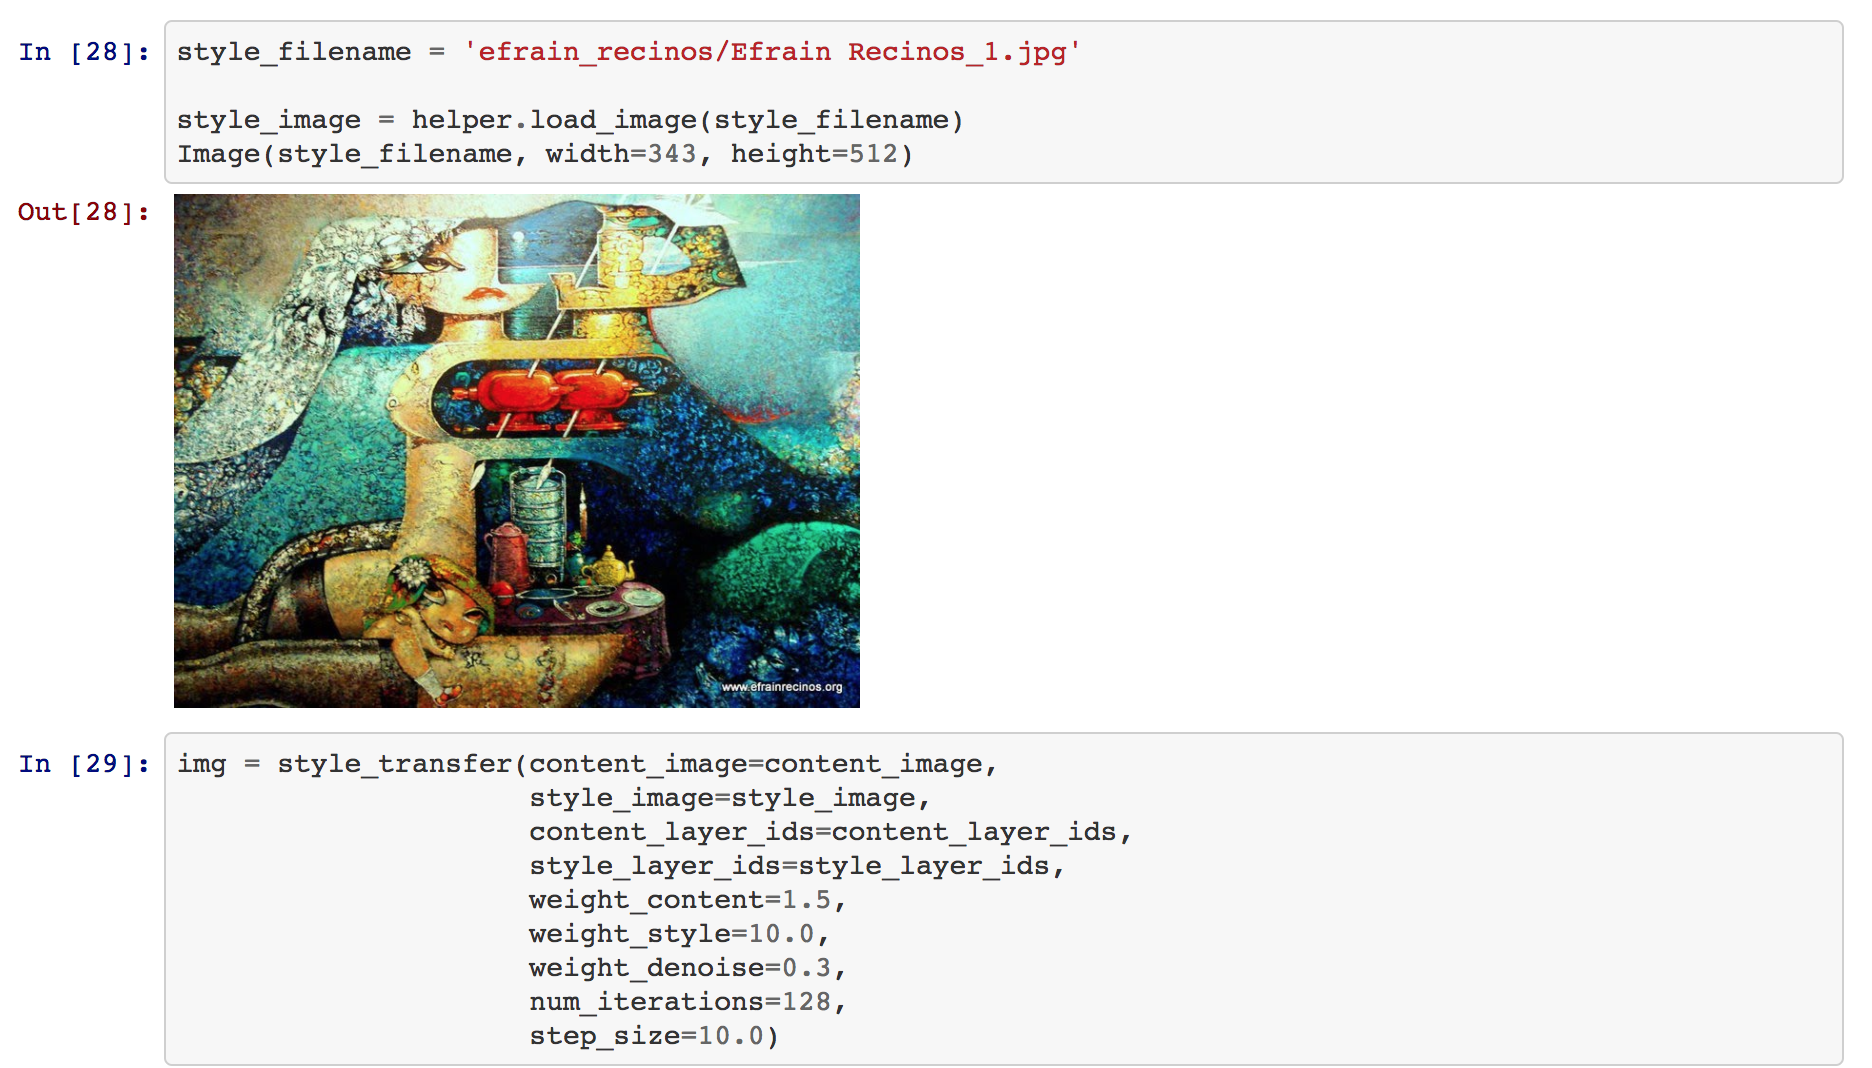 In [28]: style_filename = 'efrain_recinos/Efrain Recinos_1.jpg'
style_image = helper.load_image(style_filename)
Image(style_filename, width=343, height=512)
Out[28]:
www.efrainrecinos.org
In [29]: img = style_transfer(content_image=content_image,
style_image=style_image,
content_layer_ids=content_layer_ids,
style_layer_ids=style_layer_ids,
weight_content=1.5,
weight_style=10.0,
weight_denoise=0.3,
num_iterations=128,
step_size=10.0)